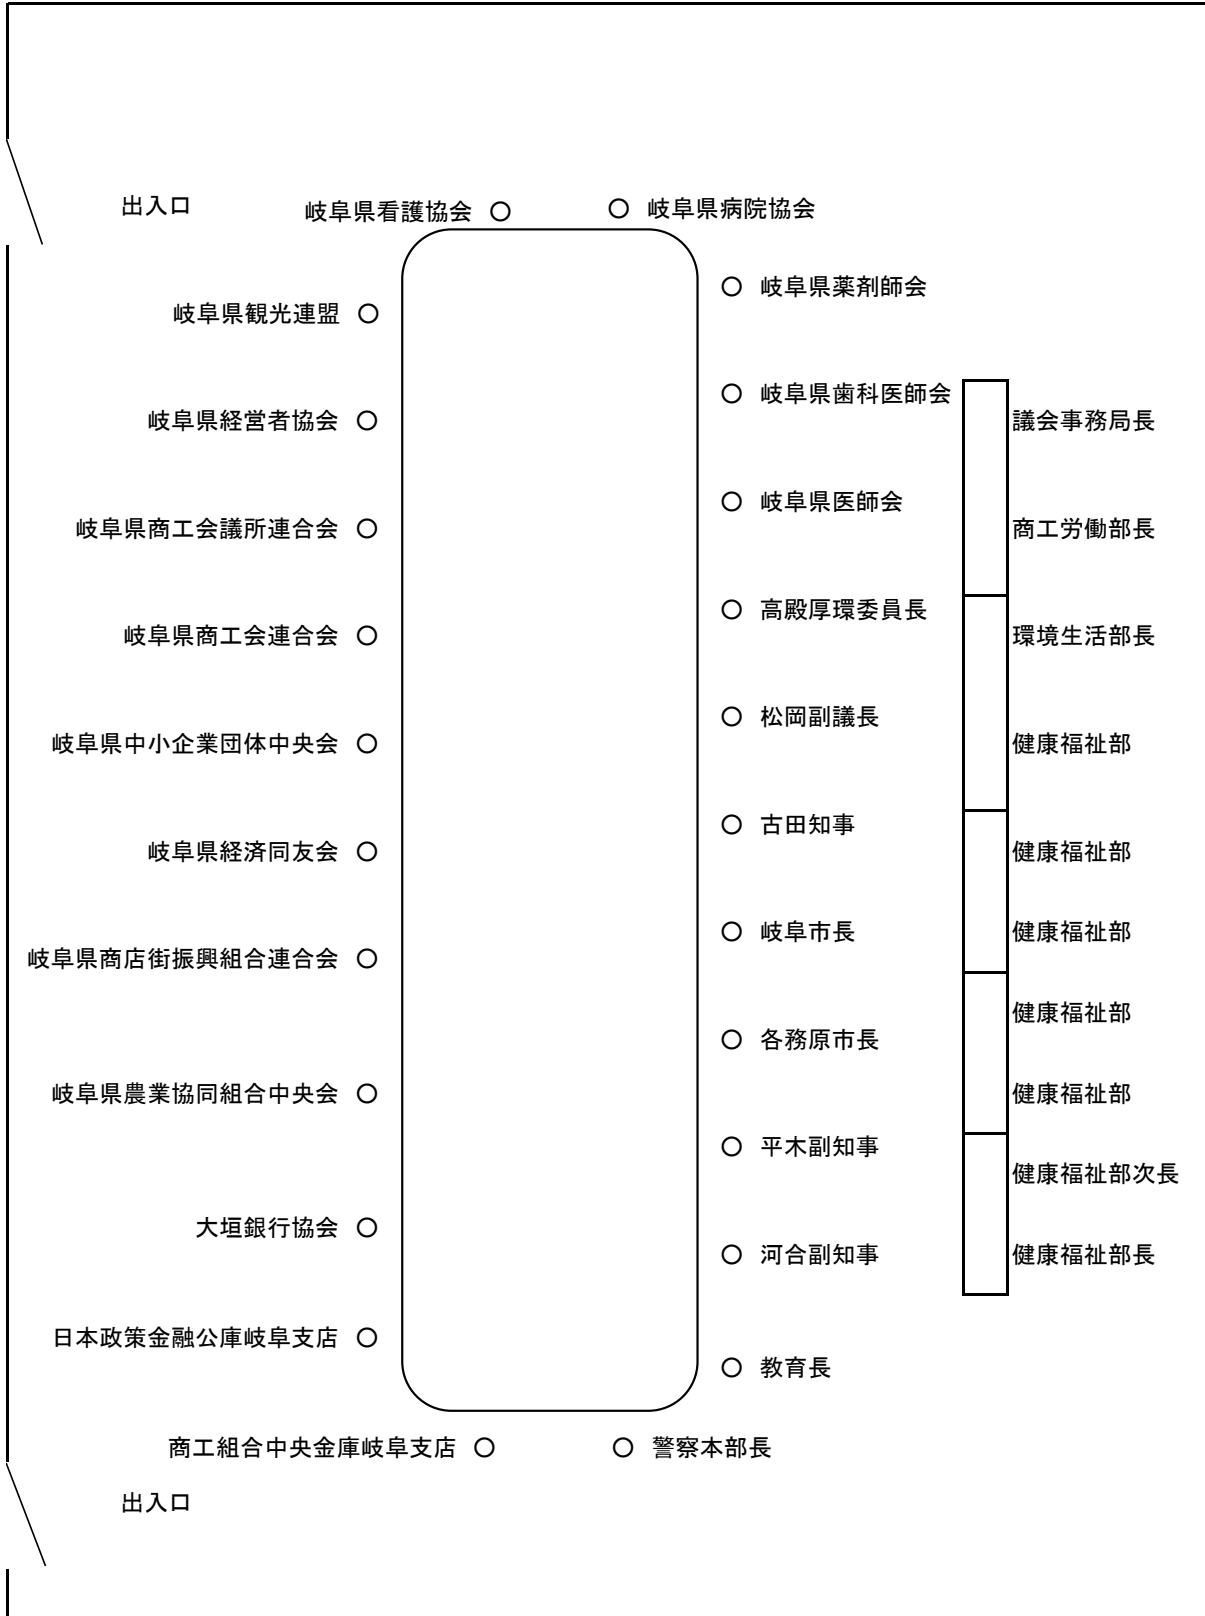 出入口
岐阜県看護協会 ○ ○ 岐阜県病院協会
岐阜県薬剤師会
岐阜県観光連盟
岐阜県歯科医師会
岐阜県経営者協会
議会事務局長
岐阜県医師会
岐阜県商工会議所連合会
商工労働部長
高殿厚環委員長
岐阜県商工会連合会
環境生活部長
松岡副議長
岐阜県中小企業団体中央会
健康福祉部
古田知事
岐阜県経済同友会
健康福祉部
岐阜市長
健康福祉部
岐阜県商店街振興組合連合会
健康福祉部
各務原市長
岐阜県農業協同組合中央会
健康福祉部
平木副知事
健康福祉部次長
大垣銀行協会
河合副知事
健康福祉部長
日本政策金融公庫岐阜支店
教育長
商工組合中央金庫岐阜支店 ○ ○ 警察本部長
出入口